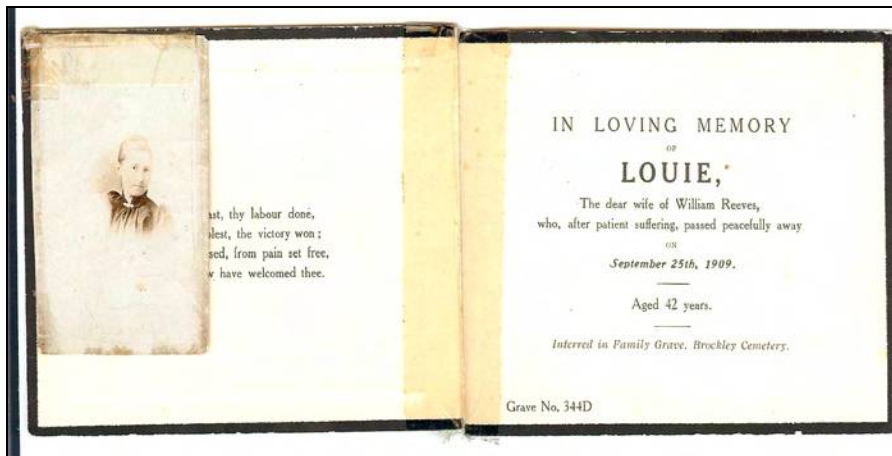 ast, thy labour done,
blest, the victory won;
sed, from pain set free,
have welcomed thee.
IN LOVING MEMORY
OF
LOUIE,
The dear wife of William Reeves,
who, after patient suffering, passed peacefully away
ON
September 25th, 1909.
Aged 42 years.
Interred in Family Grave, Brockley Cemetery.
Grave No. 344D